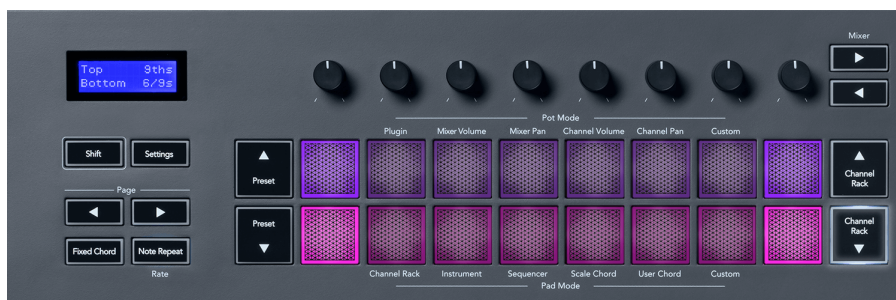 Mixer
Top 9ths
Bottom 6/9s
Pot Mode
Plugin Mixer Volume Mixer Pan Channel Volume Channel Pan Custom
Shift Settings
Preset
Channel
Rack
Page
Preset
Channel
Rack
Fixed Chord Note Repeat
Rate
Channel Rack Instrument Sequencer Scale Chord User Chord Custom
Pad Mode